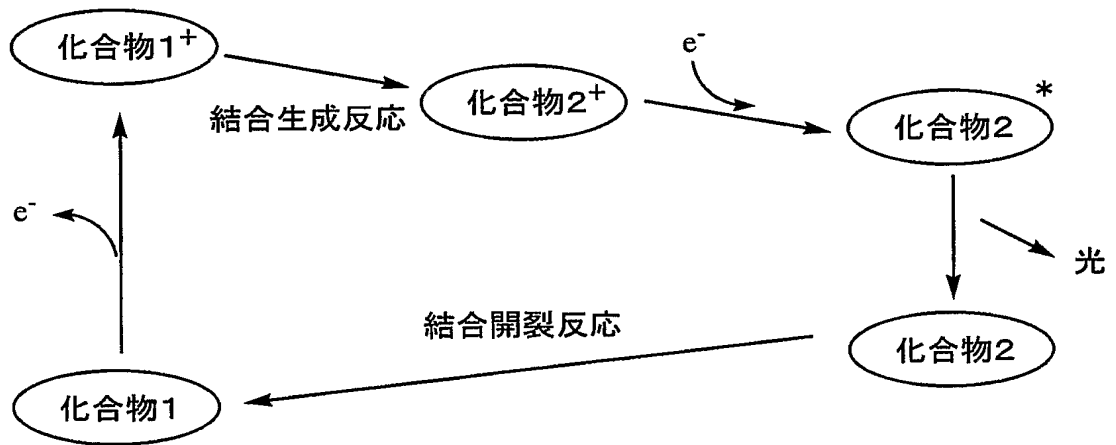 化合物1+
e-
結合生成反応
化合物2+
化合物2*
e-
光
結合開裂反応
化合物2
化合物1